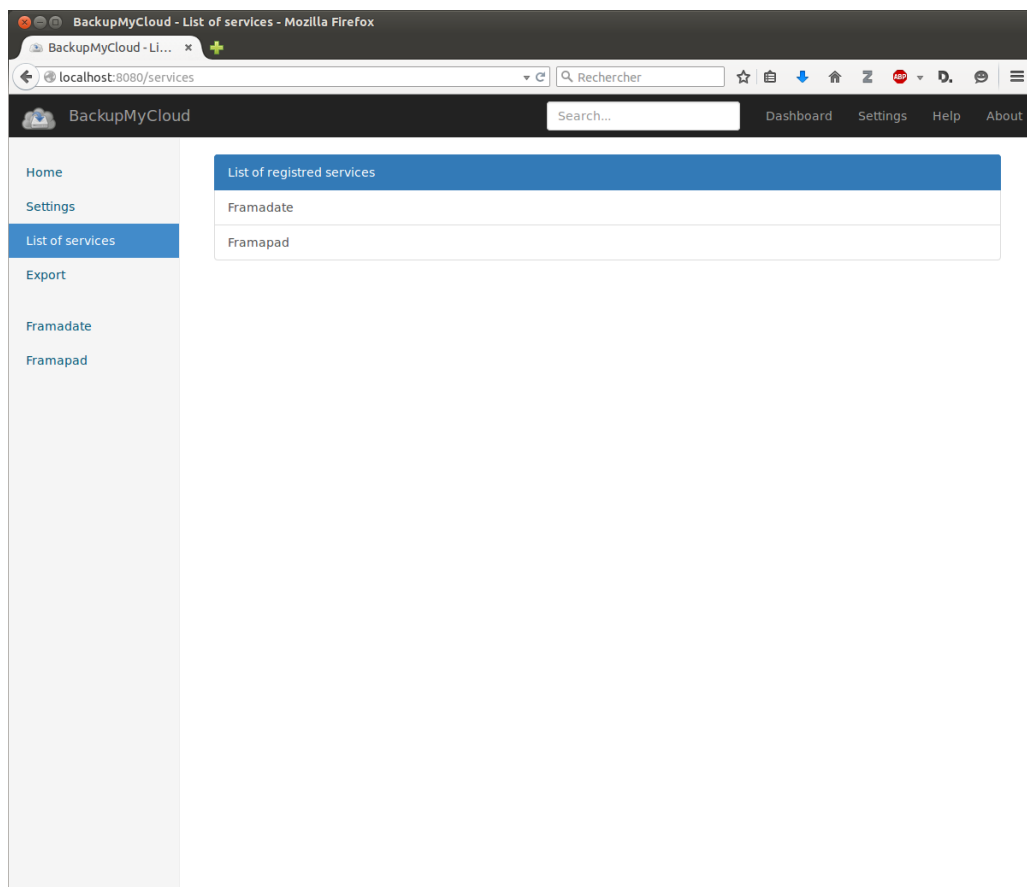 BackupMyCloud - List of services - Mozilla Firefox
BackupMyCloud - Li...
localhost:8080/services
Rechercher
Z
ABP
D.
BackupMyCloud
Search...
Dashboard
Settings
Help
About
Home
Settings
List of services
Export
Framadate
Framapad
List of registred services
Framadate
Framapad